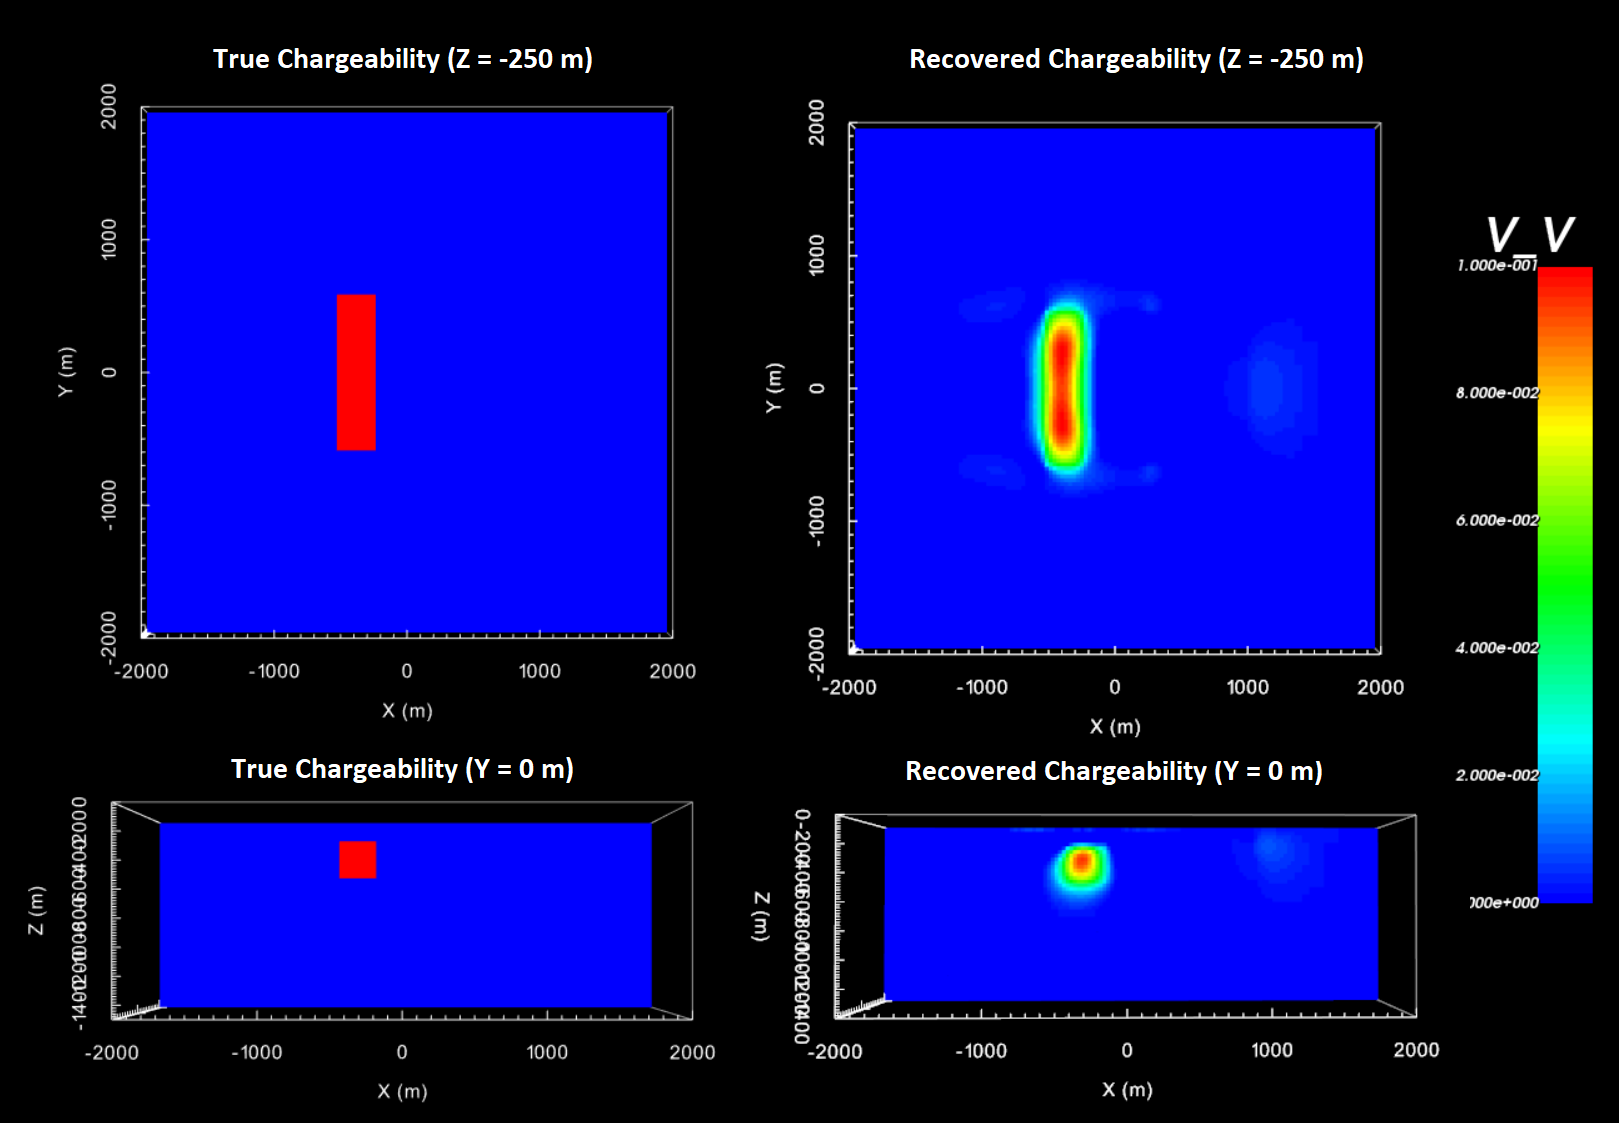 True Chargeability (Z = -250 m)
Recovered Chargeability (Z = -250 m)
2000
1000
0
-1000
-2000
Y (m)
-2000 -1000 0 1000 2000
X (m)
2000
1000
0
-1000
-2000
Y (m)
-2000 -1000 0 1000 2000
X (m)
V_V
1.000e-001
8.000e-002
6.000e-002
4.000e-002
2.000e-002
000e+000
True Chargeability (Y = 0 m)
Recovered Chargeability (Y = 0 m)
Z (m)
-2000 -1000 0 1000 2000
X (m)
Z (m)
-2000 -1000 0 1000 2000
X (m)